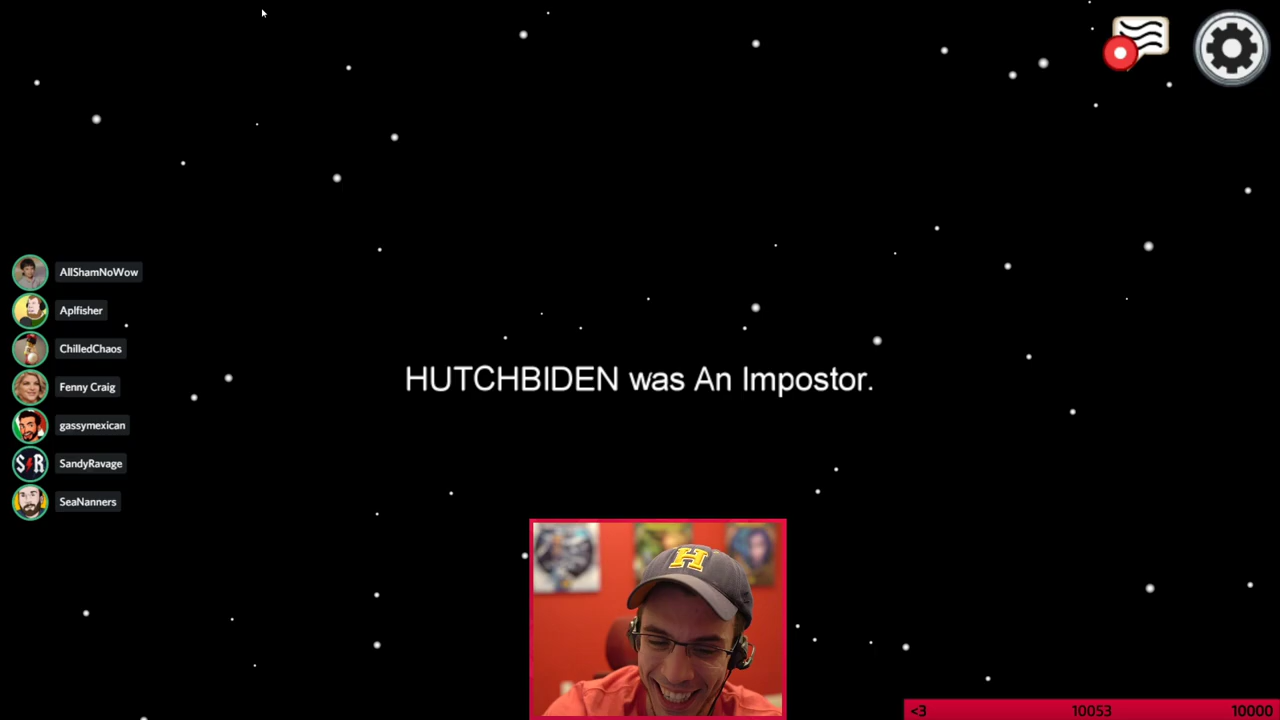 AllShamNoWow
Aplfisher
ChilledChaos
Fenny Craig
gassymexican
SandyRavage
SeaNanners
S R
HUTCHBIDEN was An Impostor.
H
<3 10053 10000